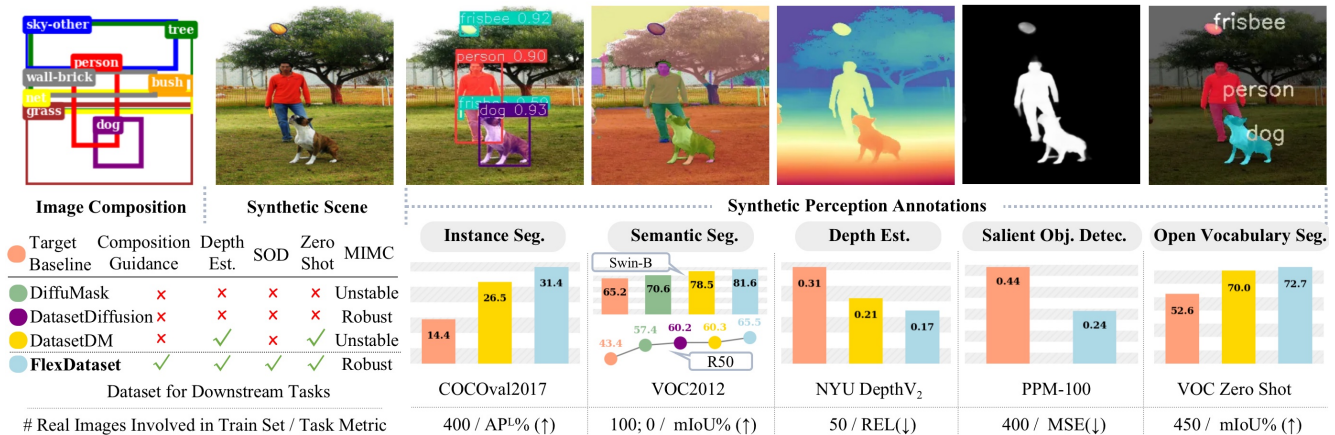 sky-other
tree
person
wall-brick
bush
net
grass
dog
frisbee 0.92
person 0.90
frisbee 0.50
dog 0.93
frisbee
person
dog
Image Composition
Synthetic Scene
Synthetic Perception Annotations
Target Baseline
Composition Guidance
Depth Est.
SOD
Zero Shot
MIMC
DiffuMask × × × × × Unstable
DatasetDiffusion × × × × Robust
DatasetDM × ✓ × ✓ Unstable
FlexDataset ✓ ✓ ✓ ✓ Robust
Dataset for Downstream Tasks
# Real Images Involved in Train Set / Task Metric
Instance Seg.
14.4
26.5
31.4
COCOval2017
400 / APᴸ% (↑)
Semantic Seg.
Swin-B
65.2
70.6
78.5
81.6
43.4
57.4
60.2
60.3
65.5
R50
VOC2012
100; 0 / mIoU% (↑)
Depth Est.
0.31
0.21
0.17
NYU DepthV₂
50 / REL(↓)
Salient Obj. Detec.
0.44
0.24
PPM-100
400 / MSE(↓)
Open Vocabulary Seg.
52.6
70.0
72.7
VOC Zero Shot
450 / mIoU% (↑)